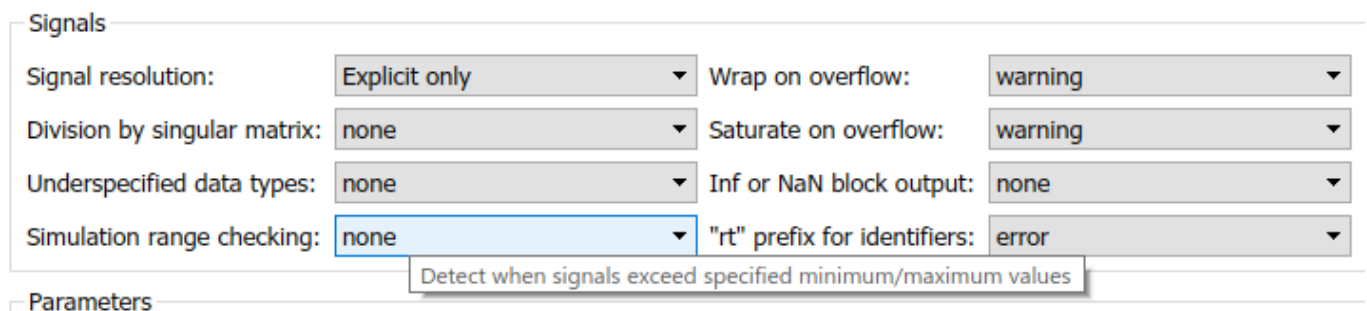 Signals
Signal resolution: Explicit only Wrap on overflow: warning
Division by singular matrix: none Saturate on overflow: warning
Underspecified data types: none Inf or NaN block output: none
Simulation range checking: none "rt" prefix for identifiers: error
Detect when signals exceed specified minimum/maximum values
Parameters